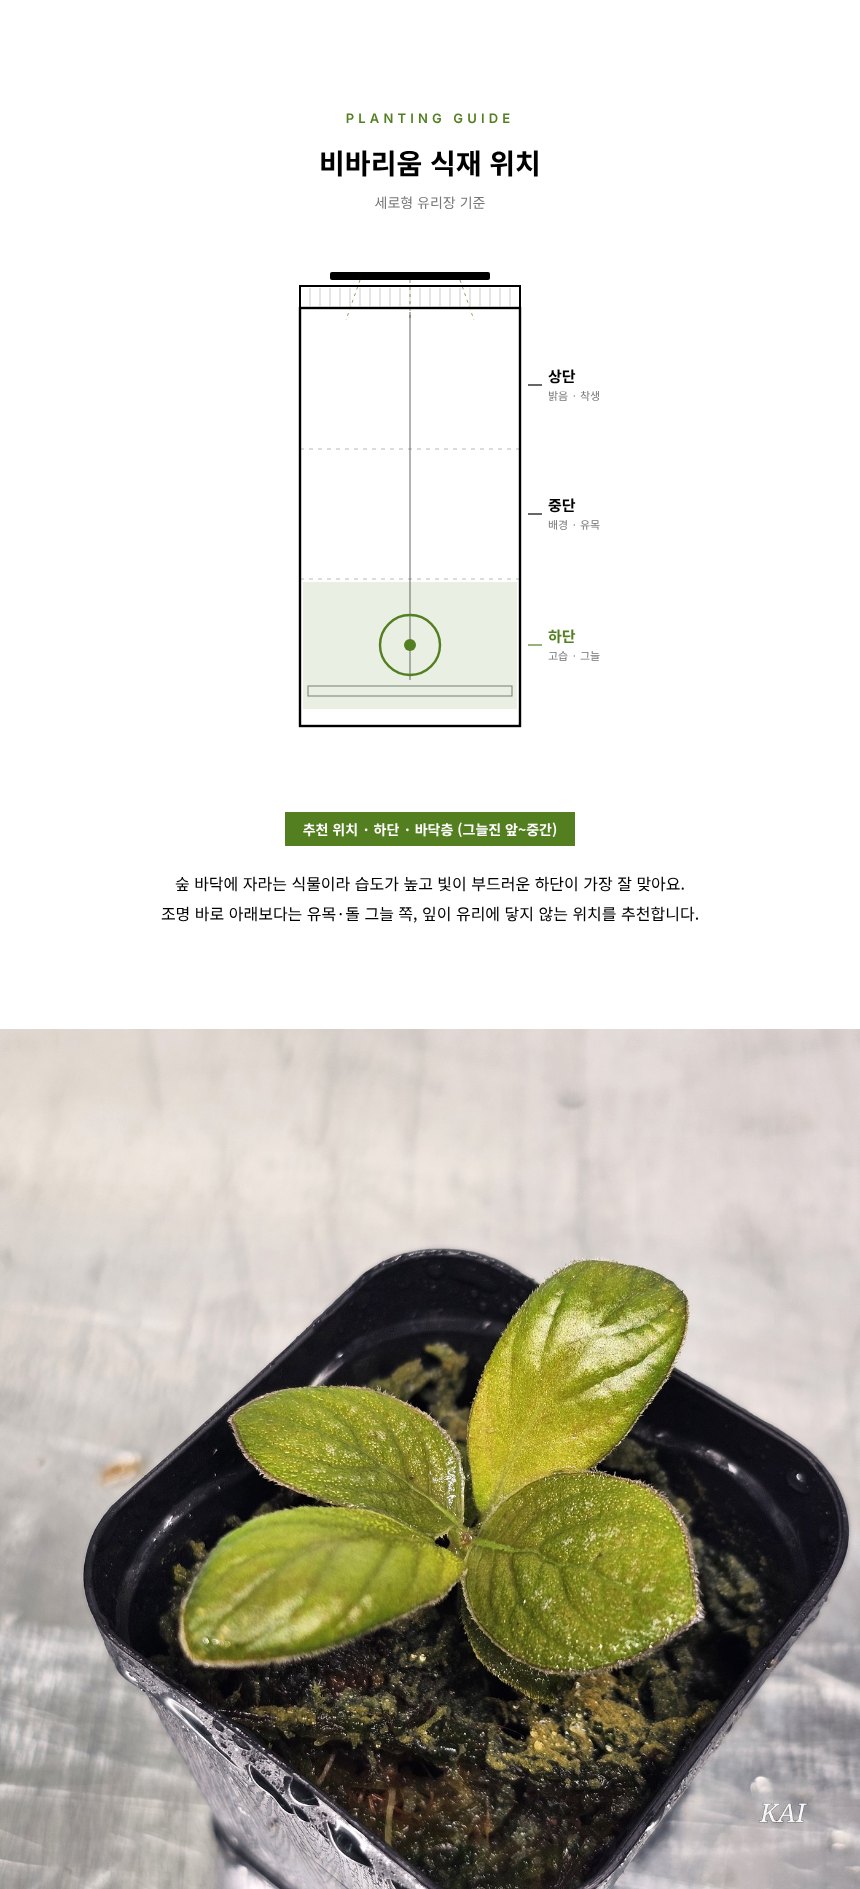 PLANTING GUIDE
비바리움 식재 위치
세로형 유리장 기준
상단
밝음 · 착생
중단
배경 · 유목
하단
고습 · 그늘
추천 위치 · 하단 · 바닥층 (그늘진 앞~중간)
숲 바닥에 자라는 식물이라 습도가 높고 빛이 부드러운 하단이 가장 잘 맞아요.
조명 바로 아래보다는 유목·돌 그늘 쪽, 잎이 유리에 닿지 않는 위치를 추천합니다.
KAI